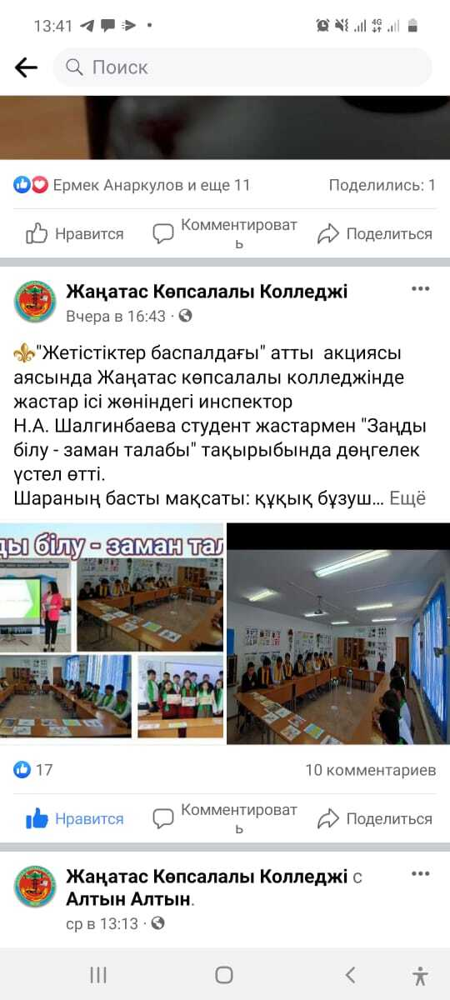 13:41
4G
Поиск
Ермек Анаркулов и еще 11
Поделились: 1
Нравится
Комментироват
ь
Поделиться
Жаңатас Көпсалалы Колледжі
Вчера в 16:43 ·
"Жетістіктер баспалдағы" атты акциясы
аясында Жаңатас көпсалалы колледжінде
жастар ісі жөніндегі инспектор
Н.А. Шалгинбаева студент жастармен "Заңды
білу - заман талабы" тақырыбында дөңгелек
үстел өтті.
Шараның басты мақсаты: құқық бұзуш... Ещё
ды білу - заман тал
17
10 комментариев
Нравится
Комментироват
ь
Поделиться
Жаңатас Көпсалалы Колледжі с
Алтын Алтын.
ср в 13:13 ·